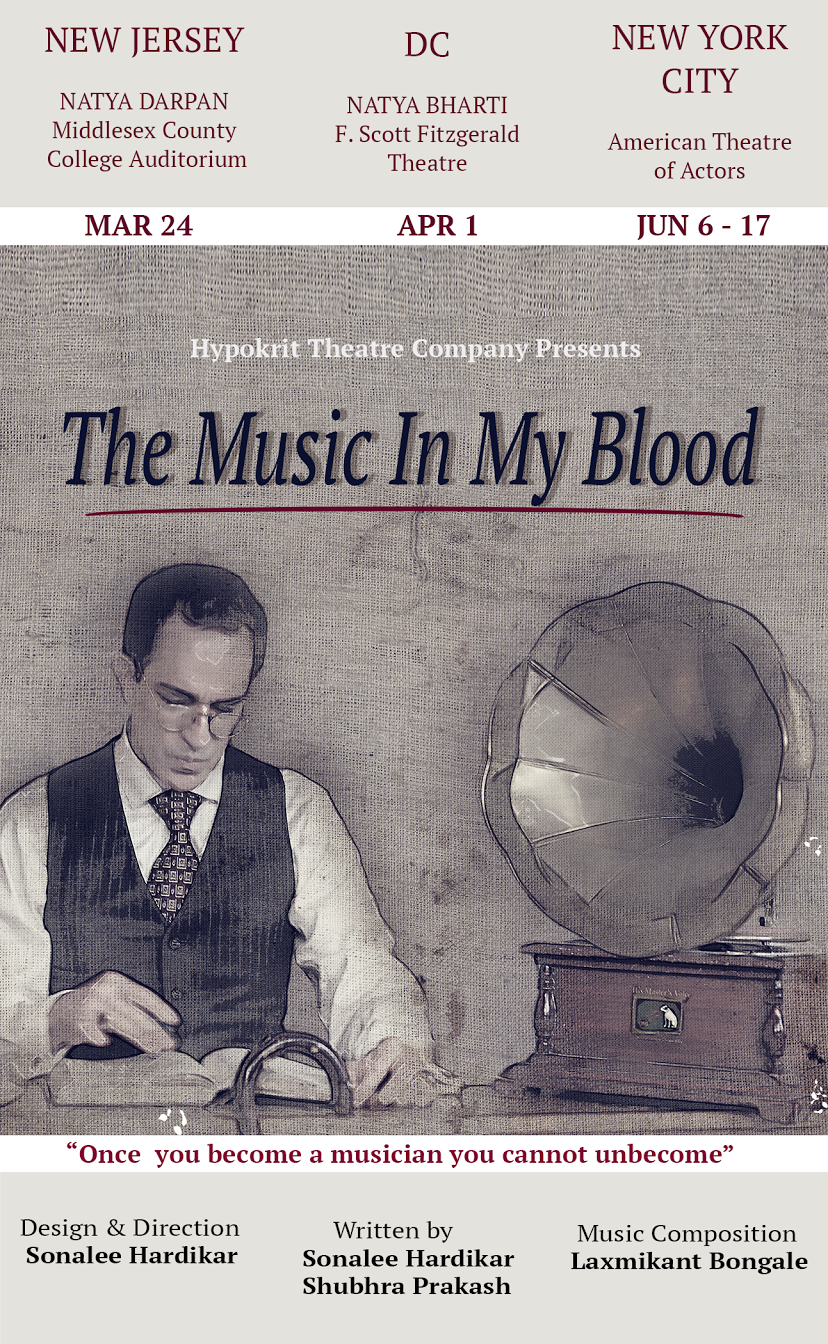 NEW JERSEY
NATYA DARPAN
Middlesex County
College Auditorium
MAR 24
DC
NATYA BHARTI
F. Scott Fitzgerald
Theatre
APR 1
NEW YORK
CITY
American Theatre
of Actors
JUN 6 - 17
Hypokrit Theatre Company Presents
The Music In My Blood
His Master's Voice
“Once  you become a musician you cannot unbecome”
Design & Direction
Sonalee Hardikar
Written by
Sonalee Hardikar
Shubhra Prakash
Music Composition
Laxmikant Bongale